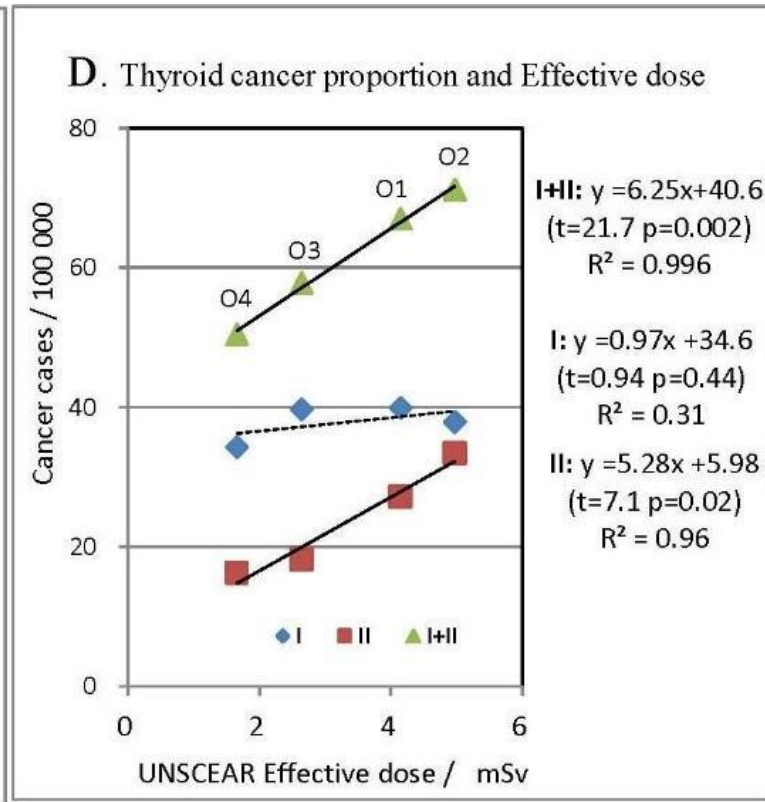 D. Thyroid cancer proportion and Effective dose
80
60
40
20
0
Cancer cases / 100 000
O4
O3
O1
O2
I+II: y =6.25x+40.6
(t=21.7 p=0.002)
R² = 0.996
I: y =0.97x +34.6
(t=0.94 p=0.44)
R² = 0.31
II: y =5.28x +5.98
(t=7.1 p=0.02)
R² = 0.96
I II I+II
0 2 4 6
UNSCEAR Effective dose / mSv